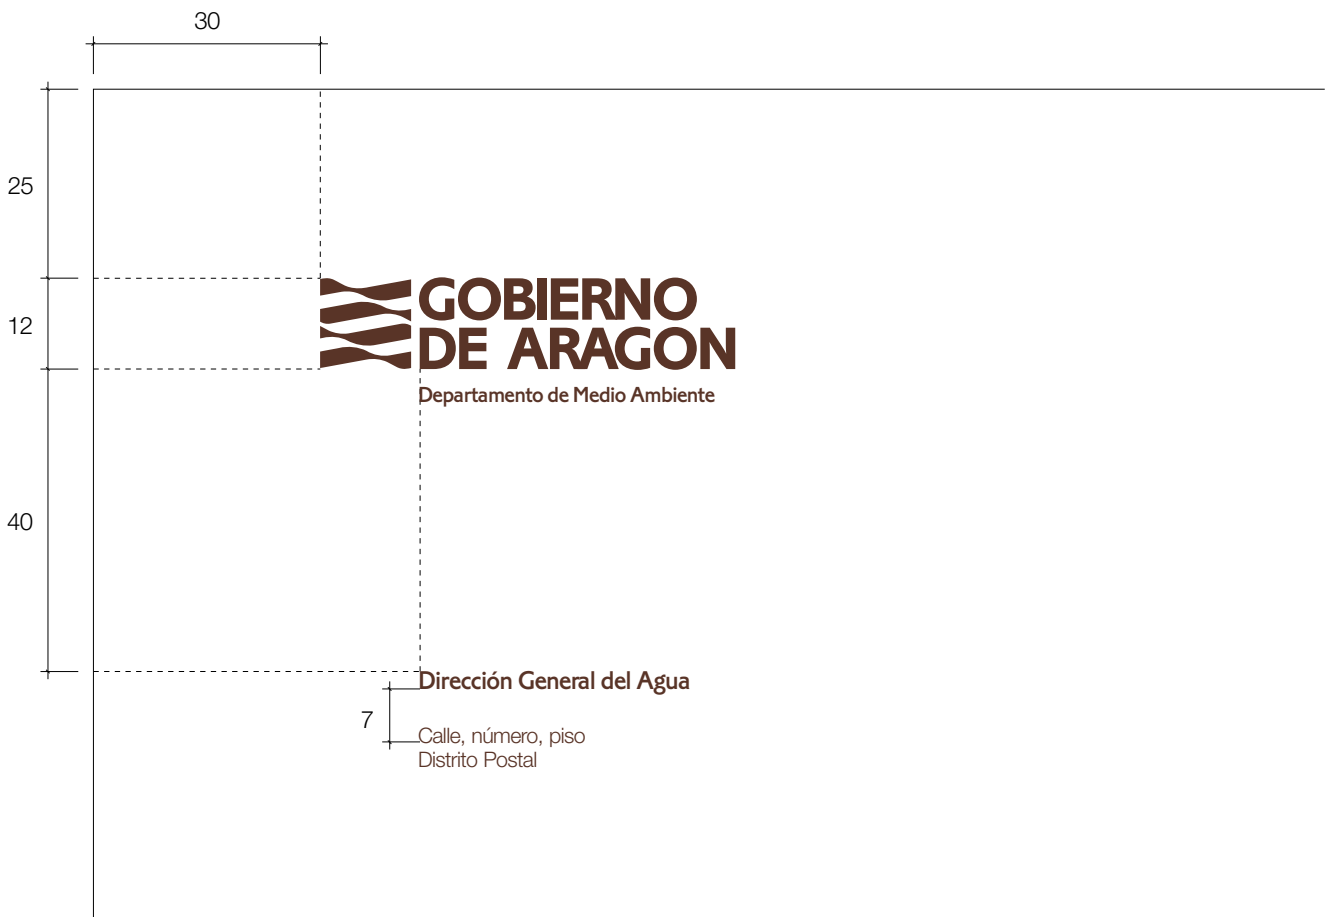 30
25
12
GOBIERNO
DE ARAGON
Departamento de Medio Ambiente
40
Dirección General del Agua
7
Calle, número, piso
Distrito Postal